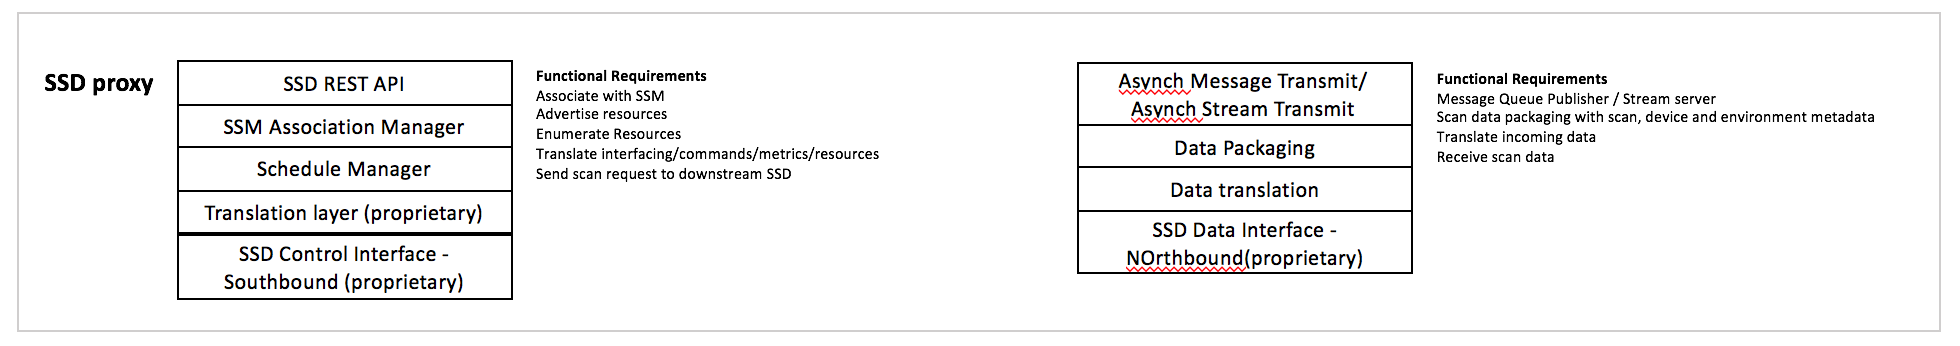 SSD proxy
SSD REST API
SSM Association Manager
Schedule Manager
Translation layer (proprietary)
SSD Control Interface -
Southbound (proprietary)
Functional Requirements
Associate with SSM
Advertise resources
Enumerate Resources
Translate interfacing/commands/metrics/resources
Send scan request to downstream SSD
Asynch Message Transmit/
Asynch Stream Transmit
Data Packaging
Data translation
SSD Data Interface -
NOrthbound(proprietary)
Functional Requirements
Message Queue Publisher / Stream server
Scan data packaging with scan, device and environment metadata
Translate incoming data
Receive scan data